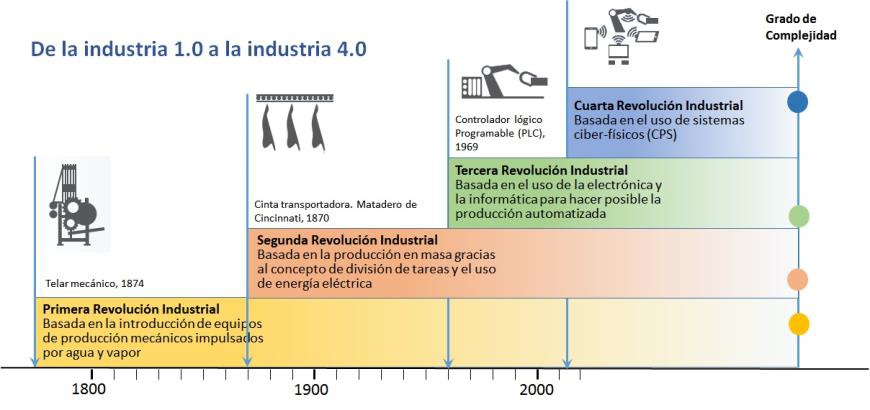 De la industria 1.0 a la industria 4.0
Grado de
Complejidad
Cuarta Revolución Industrial
Basada en el uso de sistemas
ciber-físicos (CPS)
Controlador lógico
Programable (PLC),
1969
Tercera Revolución Industrial
Basada en el uso de la electrónica y
la informática para hacer posible la
producción automatizada
Cinta transportadora. Matadero de
Cincinnati, 1870
Segunda Revolución Industrial
Basada en la producción en masa gracias
al concepto de división de tareas y el uso
de energía eléctrica
Telar mecánico, 1874
Primera Revolución Industrial
Basada en la introducción de equipos
de producción mecánicos impulsados
por agua y vapor
1800
1900
2000